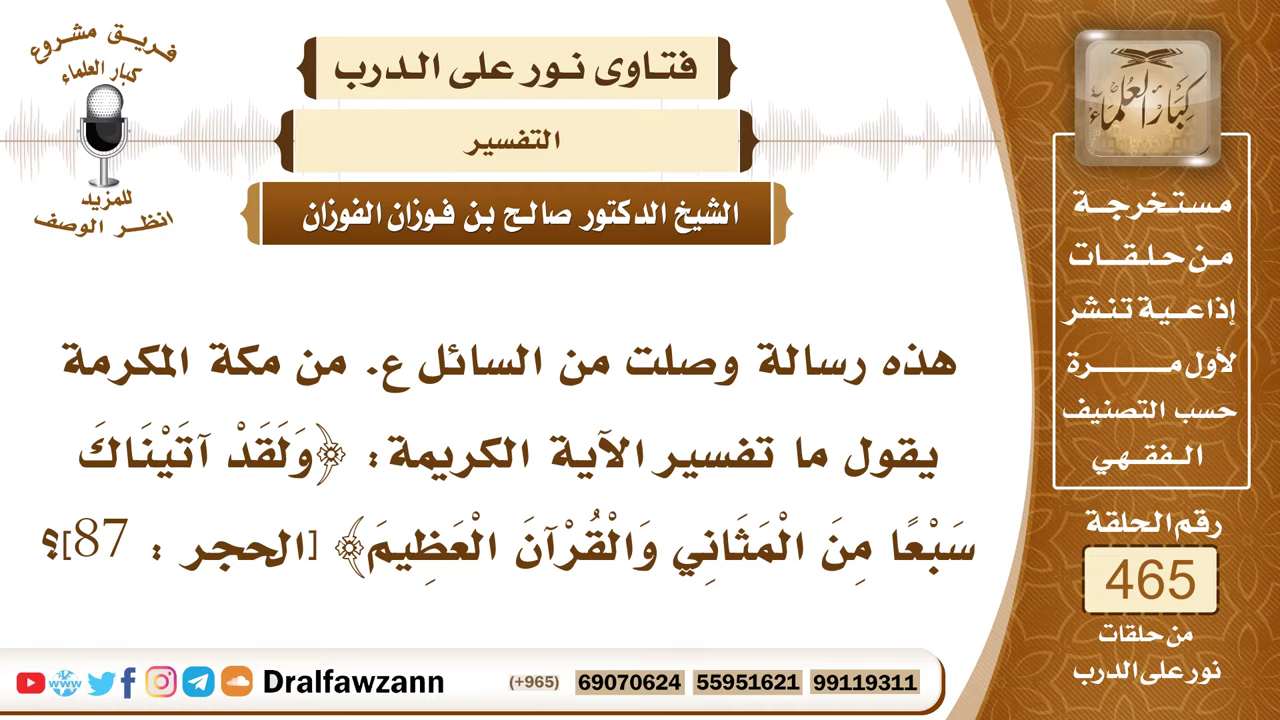 فريق مشروع
كبار العلماء
للمزيد
انظر الوصف
فتاوى نور على الدرب
التفسير
الشيخ الدكتور صالح بن فوزان الفوزان
هذه رسالة وصلت من السائل ع. من مكة المكرمة
يقول ما تفسير الآية الكريمة: ﴿وَلَقَدْ آتَيْنَاكَ
سَبْعًا مِنَ الْمَثَانِي وَالْقُرْآنَ الْعَظِيمَ﴾ [الحجر : 87]؟
كبار العلماء
مستخرجة
من حلقات
إذاعية تنشر
لأول مرة
حسب التصنيف
الفقهي
رقم الحلقة
465
من حلقات
نور على الدرب
www
Dralfawzann
(+965) 69070624 55951621 99119311